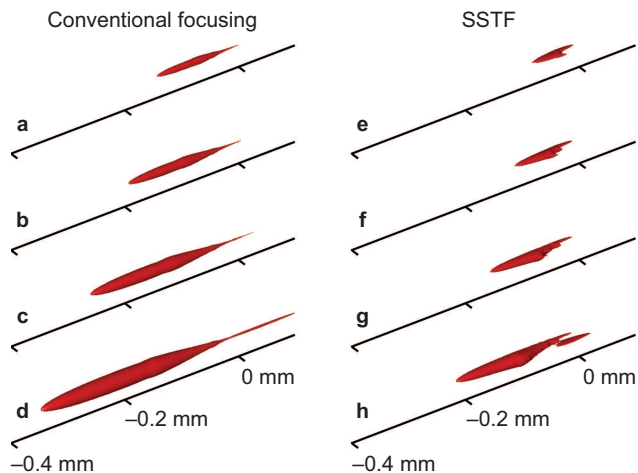 Conventional focusing
SSTF
a
e
b
f
c
g
0 mm
0 mm
d
–0.2 mm
h
–0.2 mm
–0.4 mm
–0.4 mm